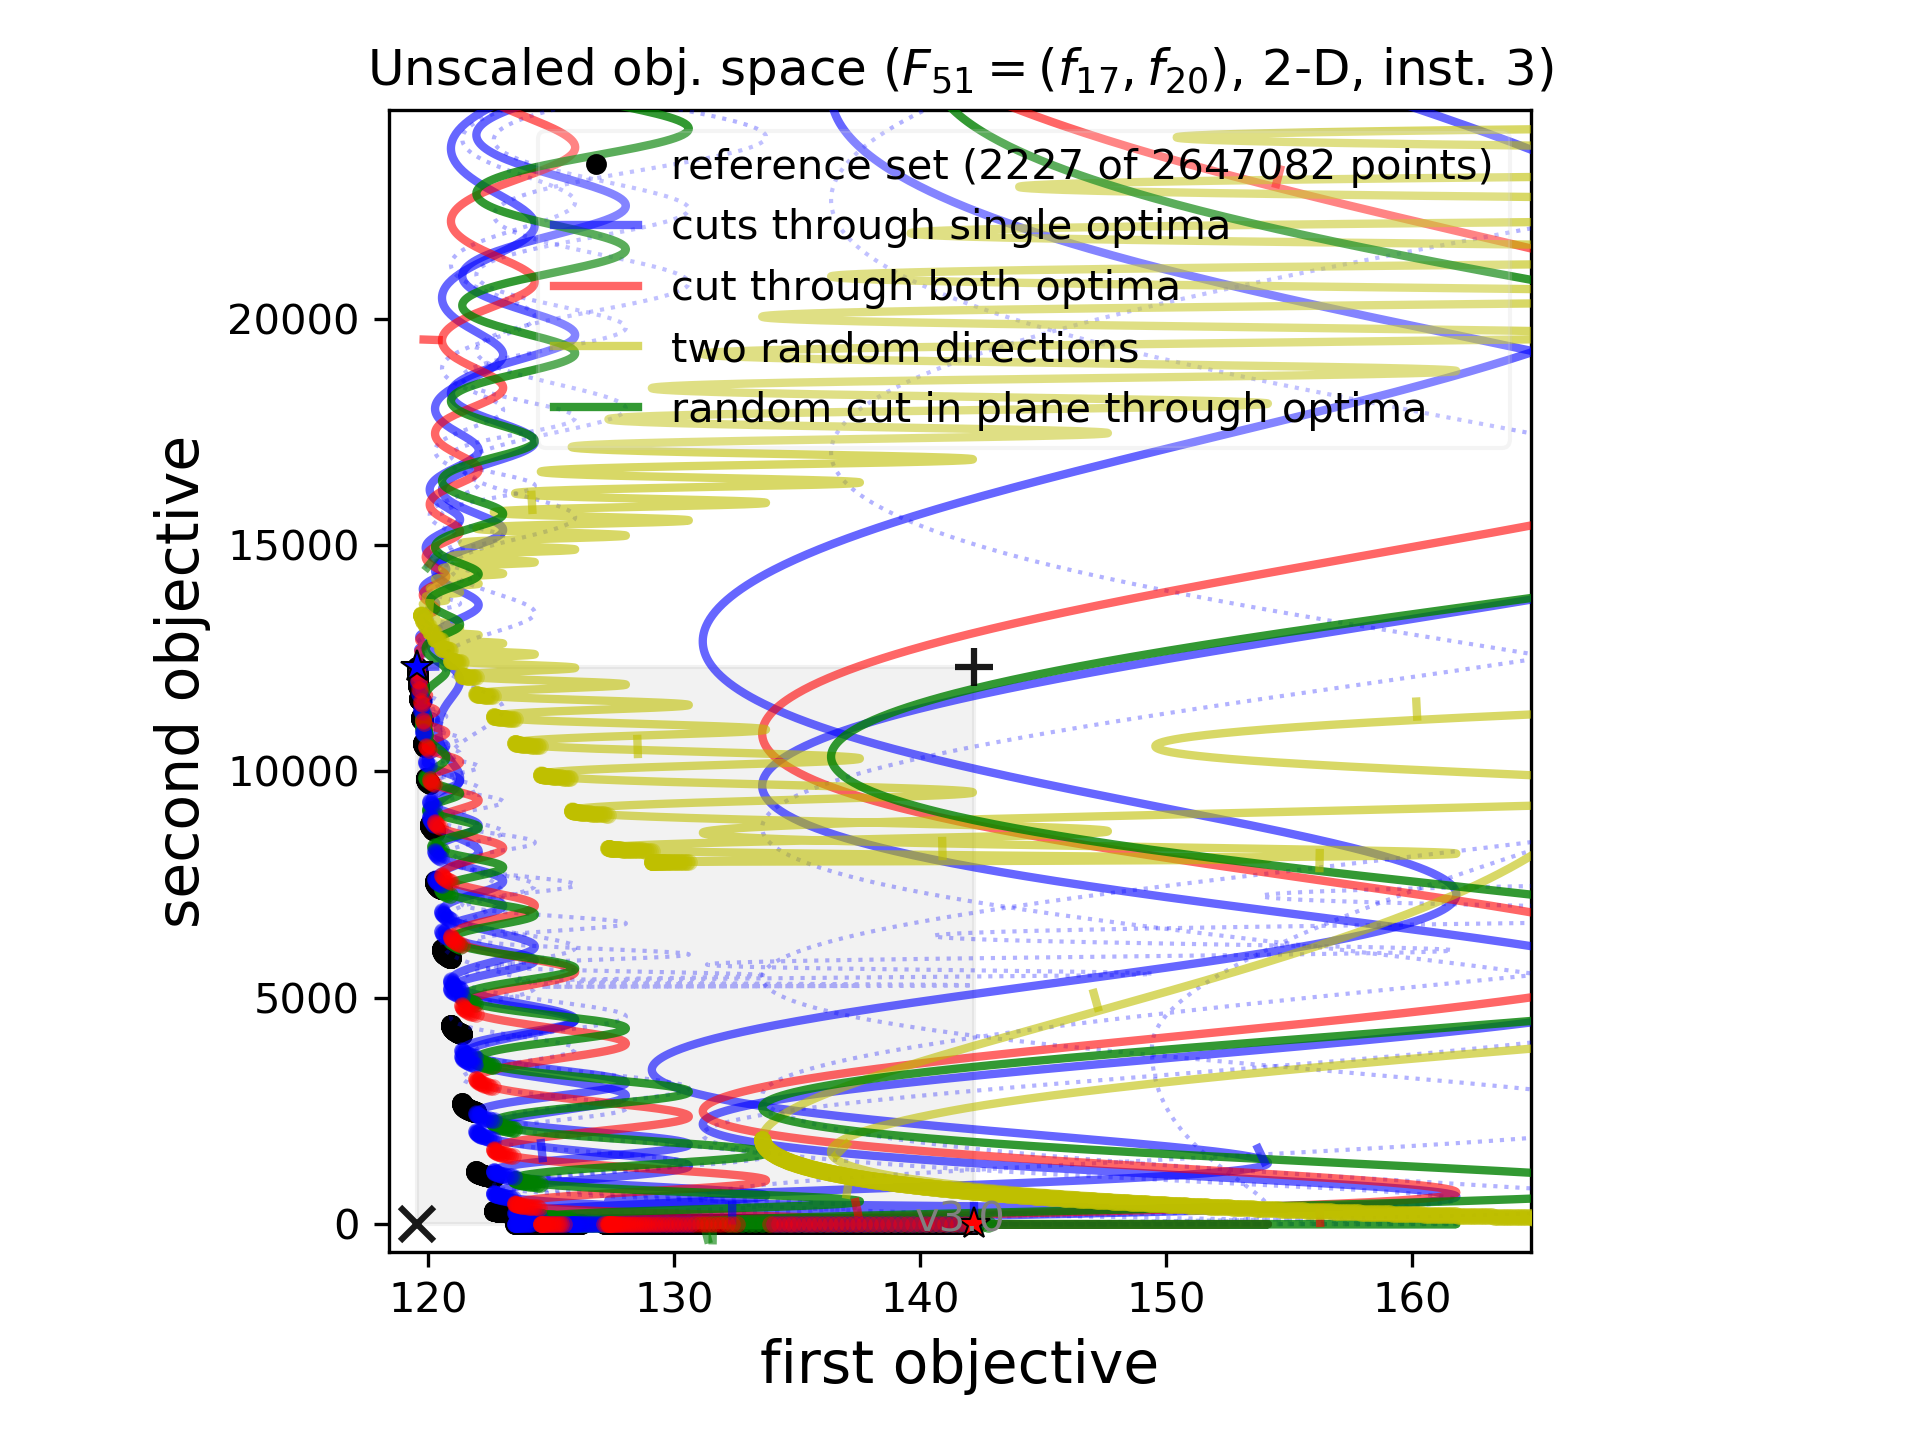 Unscaled obj. space (F51 = (f17, f20), 2-D, inst. 3)
reference set (2227 of 2647082 points)
cuts through single optima
cut through both optima
two random directions
random cut in plane through optima
20000
15000
10000
5000
0
second objective
v3.0
120 130 140 150 160
first objective